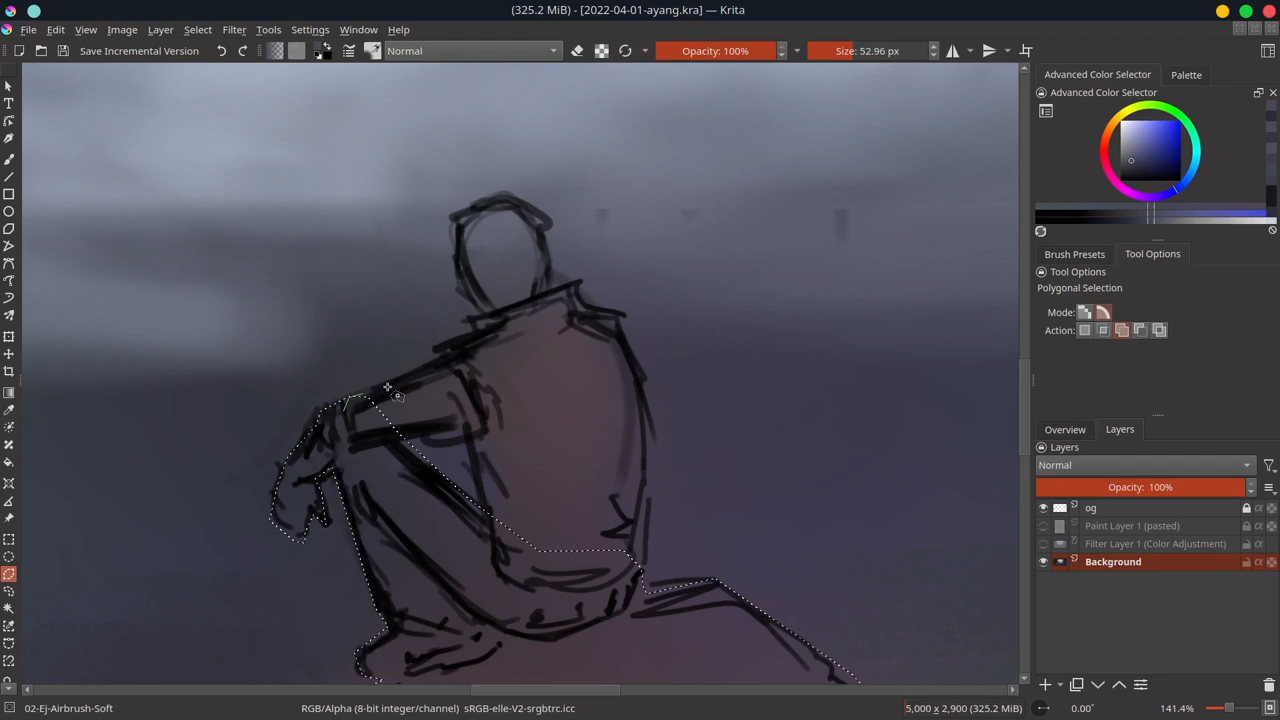 (325.2 MiB) [2022-04-01-ayang.kra] — Krita
File Edit View Image Layer Select Filter Tools Settings Window Help
Save Incremental Version Normal Opacity: 100% Size: 52.96 px
Advanced Color Selector Palette
Advanced Color Selector
Brush Presets Tool Options
Tool Options
Polygonal Selection
Mode:
Action:
Overview Layers
Layers
Normal
Opacity: 100%
og
Paint Layer 1 (pasted)
Filter Layer 1 (Color Adjustment)
Background
02-Ej-Airbrush-Soft RGB/Alpha (8-bit integer/channel) sRGB-elle-V2-srgbtrc.icc 5,000 x 2,900 (325.2 MiB) 0.00° 141.4%